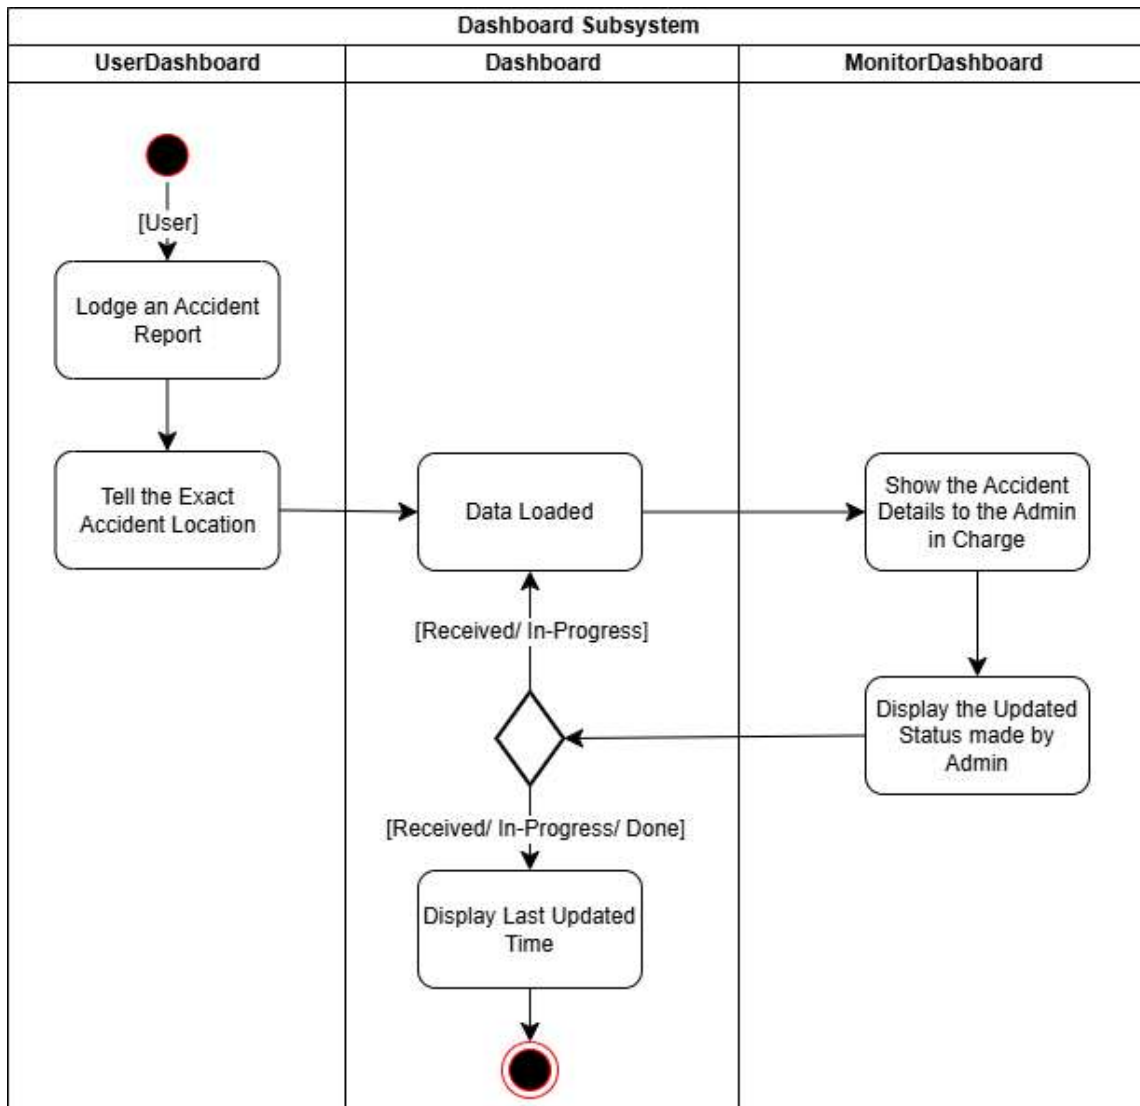 Dashboard Subsystem
UserDashboard
Dashboard
MonitorDashboard
[User]
Lodge an Accident
Report
Tell the Exact
Accident Location
Data Loaded
Show the Accident
Details to the Admin
in Charge
[Received/ In-Progress]
Display the Updated
Status made by
Admin
[Received/ In-Progress/ Done]
Display Last Updated
Time